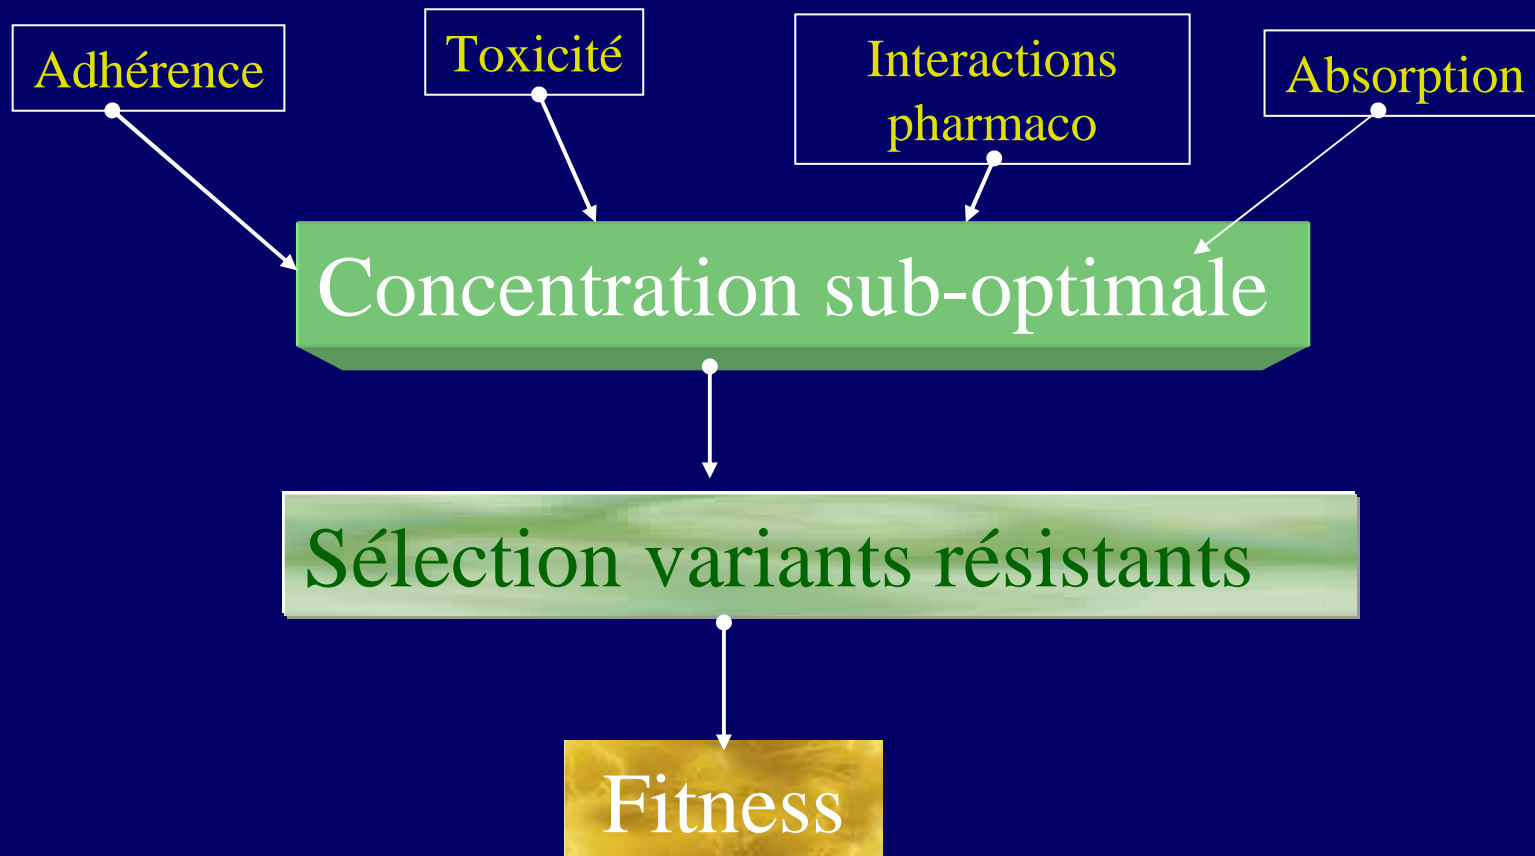 Adhérence
Toxicité
Interactions
pharmaco
Absorption
Concentration sub-optimale
Sélection variants résistants
Fitness